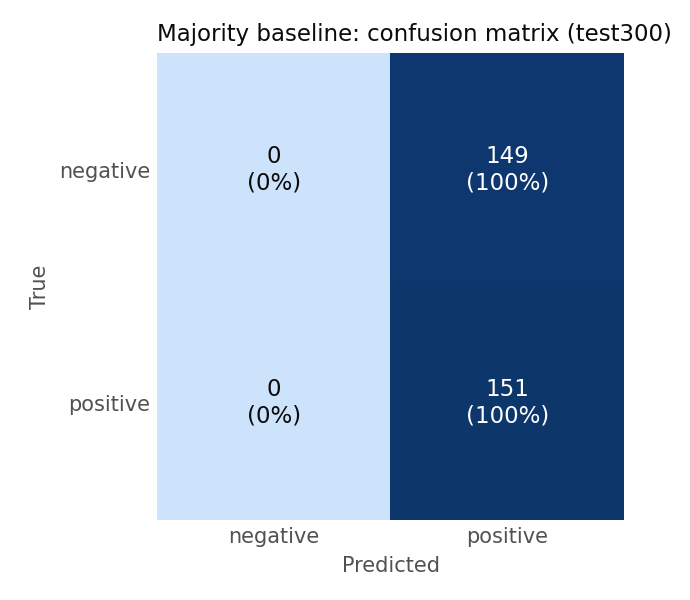 Majority baseline: confusion matrix (test300)
negative
0
(0%)
149
(100%)
True
positive
0
(0%)
151
(100%)
negative
positive
Predicted